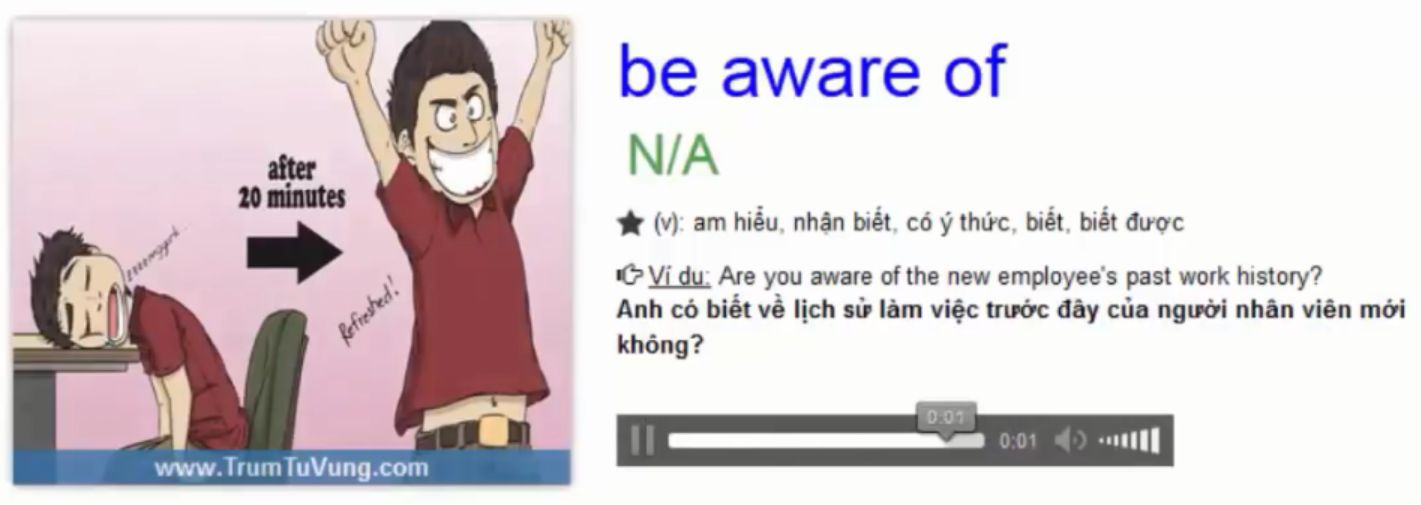 be aware of
N/A
(v): am hiểu, nhận biết, có ý thức, biết, biết được
Ví dụ: Are you aware of the new employee's past work history?
Anh có biết về lịch sử làm việc trước đây của người nhân viên mới
không?
0:01
0:01
after
20 minutes
Refreshed!
www.TrumTuVung.com